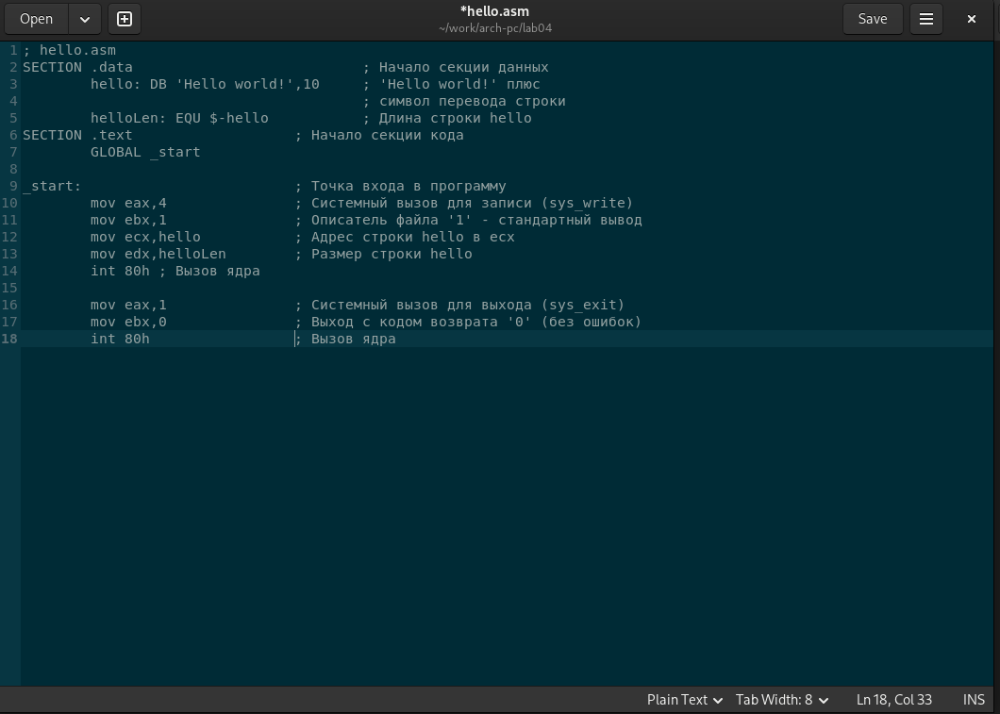 Open
*hello.asm
~/work/arch-pc/lab04
Save
1 ; hello.asm
2 SECTION .data ; Начало секции данных
3 hello: DB 'Hello world!',10 ; 'Hello world!' плюс
4 ; символ перевода строки
5 helloLen: EQU $-hello ; Длина строки hello
6 SECTION .text ; Начало секции кода
7 GLOBAL _start
8
9 _start: ; Точка входа в программу
10 mov eax,4 ; Системный вызов для записи (sys_write)
11 mov ebx,1 ; Описатель файла '1' - стандартный вывод
12 mov ecx,hello ; Адрес строки hello в ecx
13 mov edx,helloLen ; Размер строки hello
14 int 80h ; Вызов ядра
15
16 mov eax,1 ; Системный вызов для выхода (sys_exit)
17 mov ebx,0 ; Выход с кодом возврата '0' (без ошибок)
18 int 80h ; Вызов ядра
Plain Text Tab Width: 8 Ln 18, Col 33 INS